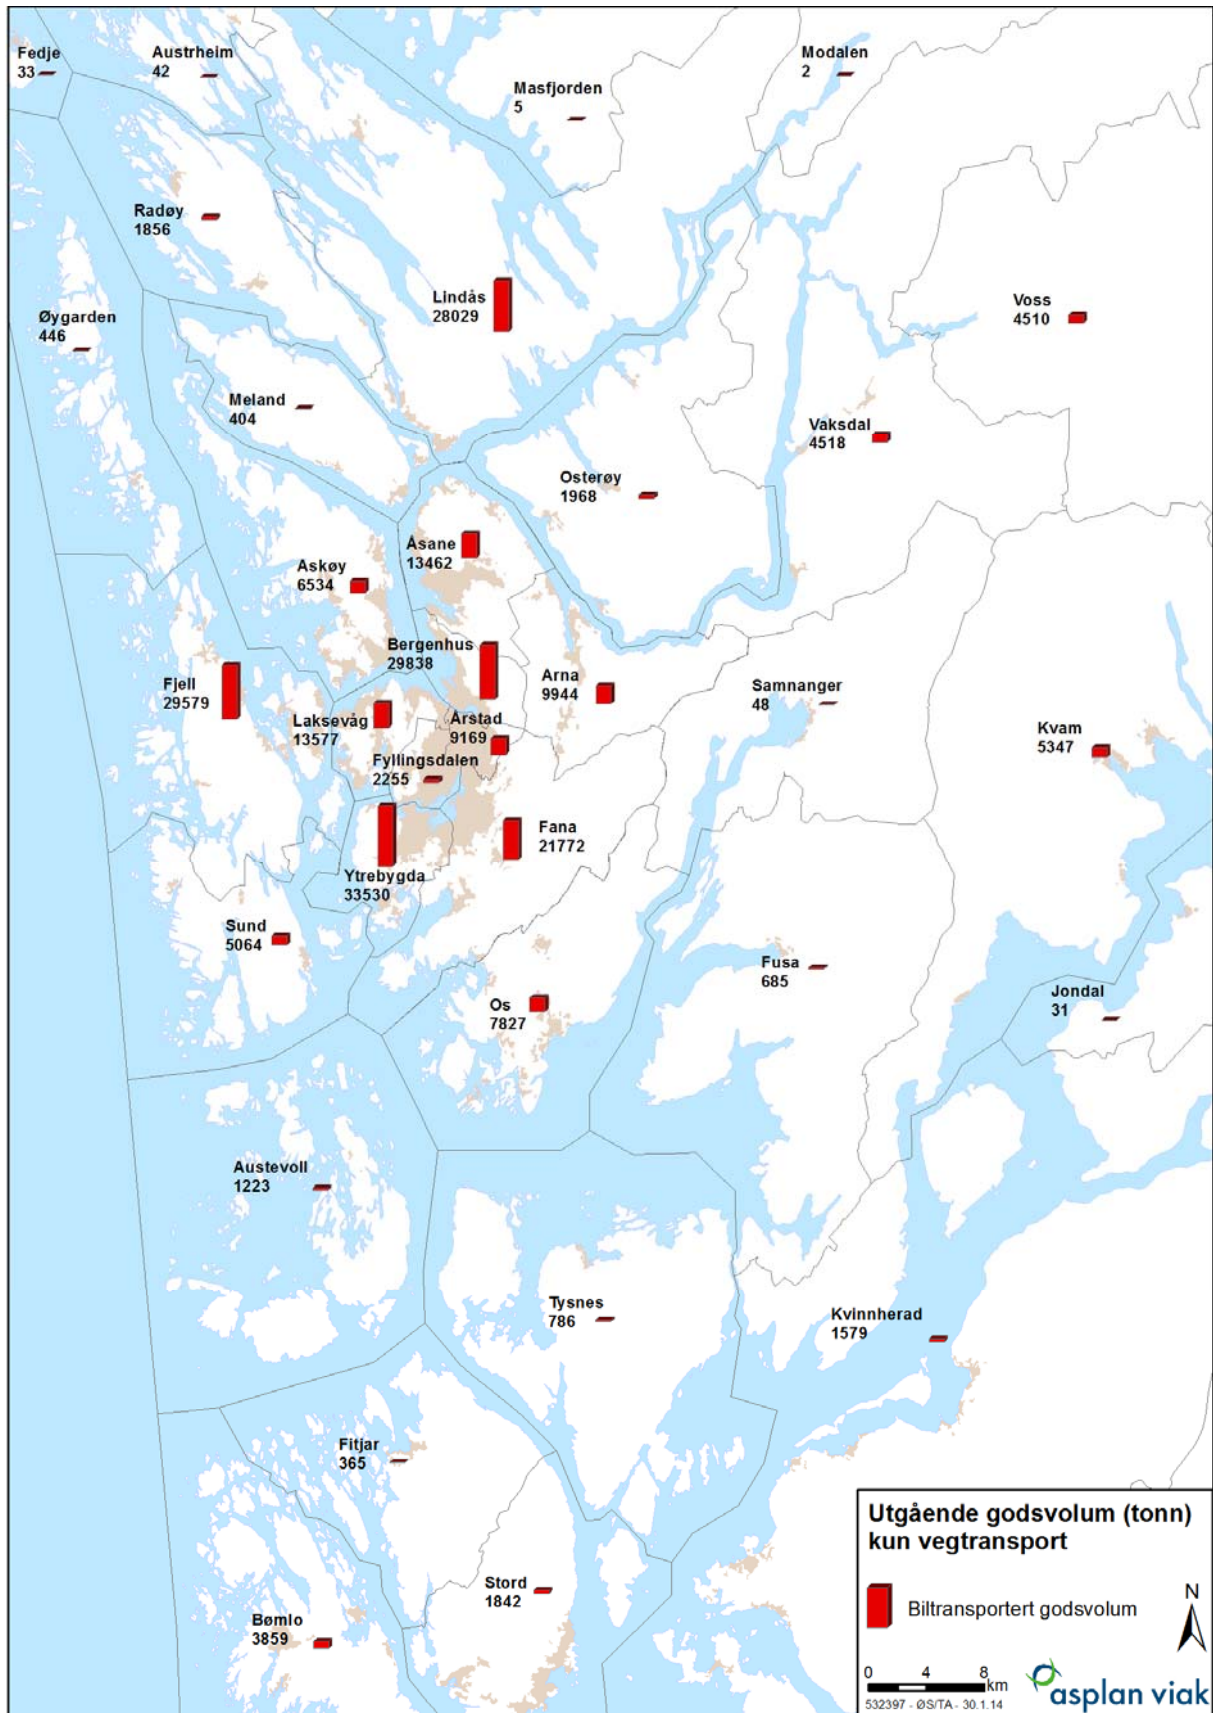 Fedje
33
Austrheim
42
Modalen
2
Masfjorden
5
Radøy
1856
Lindås
28029
Voss
4510
Øygarden
446
Meland
404
Vaksdal
4518
Osterøy
1968
Åsane
13462
Askøy
6534
Bergenhus
29838
Arna
9944
Fjell
29579
Samnanger
48
Laksevåg
13577
Årstad
9169
Kvam
5347
Fyllingsdalen
2255
Fana
21772
Ytrebygda
33530
Sund
5064
Fusa
685
Os
7827
Jondal
31
Austevoll
1223
Tysnes
786
Kvinnherad
1579
Fitjar
365
Stord
1842
Bømlo
3859
Utgående godsvolum (tonn)
kun vegtransport
Biltransportert godsvolum
N
0 4 8
km
532397 - ØS/TA - 30.1.14
asplan viak